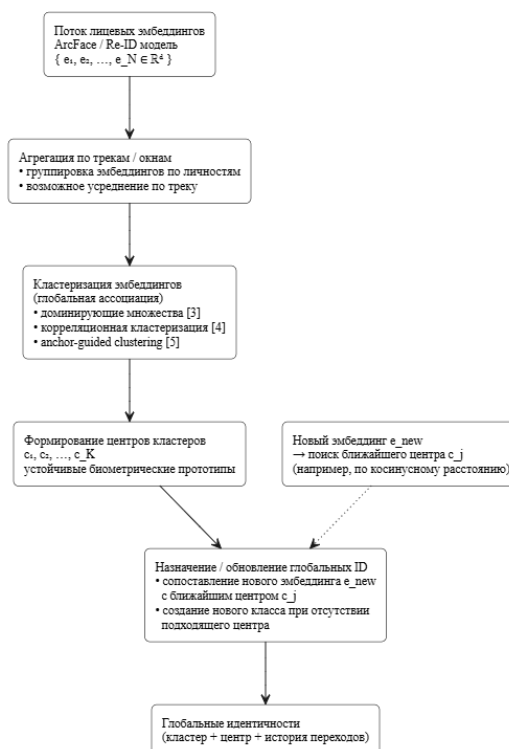 Поток лицевых эмбеддингов
ArcFace / Re-ID модель
{ e₁, e₂, …, e_N ∈ ℝᵈ }
Агрегация по трекам / окнам
• группировка эмбеддингов по личностям
• возможное усреднение по треку
Кластеризация эмбеддингов
(глобальная ассоциация)
• доминирующие множества [3]
• корреляционная кластеризация [4]
• anchor-guided clustering [5]
Формирование центров кластеров
c₁, c₂, …, c_K
устойчивые биометрические прототипы
Новый эмбеддинг e_new
→ поиск ближайшего центра c_j
(например, по косинусному расстоянию)
Назначение / обновление глобальных ID
• сопоставление нового эмбеддинга e_new
с ближайшим центром c_j
• создание нового класса при отсутствии
подходящего центра
Глобальные идентичности
(кластер + центр + история переходов)